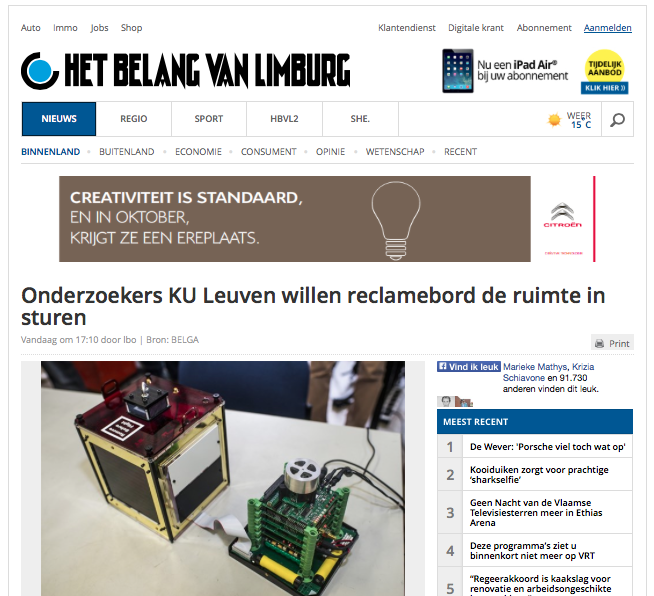 Auto Immo Jobs Shop
Klantendienst Digitale krant Abonnement Aanmelden
HET BELANG VAN LIMBURG
Nu een iPad Air®
bij uw abonnement
TIJDELIJK
AANBOD
KLIK HIER
NIEUWS REGIO SPORT HBVL2 SHE.
WEER
15°C
BINNENLAND BUITENLAND ECONOMIE CONSUMENT OPINIE WETENSCHAP RECENT
CREATIVITEIT IS STANDAARD,
EN IN OKTOBER,
KRIJGT ZE EEN EREPLAATS.
CITROËN
Onderzoekers KU Leuven willen reclamebord de ruimte in
sturen
Vandaag om 17:10 door lbo | Bron: BELGA
Print
Vind ik leuk
Marieke Mathys, Krizia
Schiavone en 91.730
anderen vinden dit leuk.
MEEST RECENT
1 De Wever: 'Porsche viel toch wat op'
2 Kooiduiken zorgt voor prachtige
‘sharkselfie’
3 Geen Nacht van de Vlaamse
Televisiesterren meer in Ethias
Arena
4 Deze programma’s ziet u
binnenkort niet meer op VRT
5 “Regeerakkoord is kaakslag voor
renovatie en arbeidsongeschikte